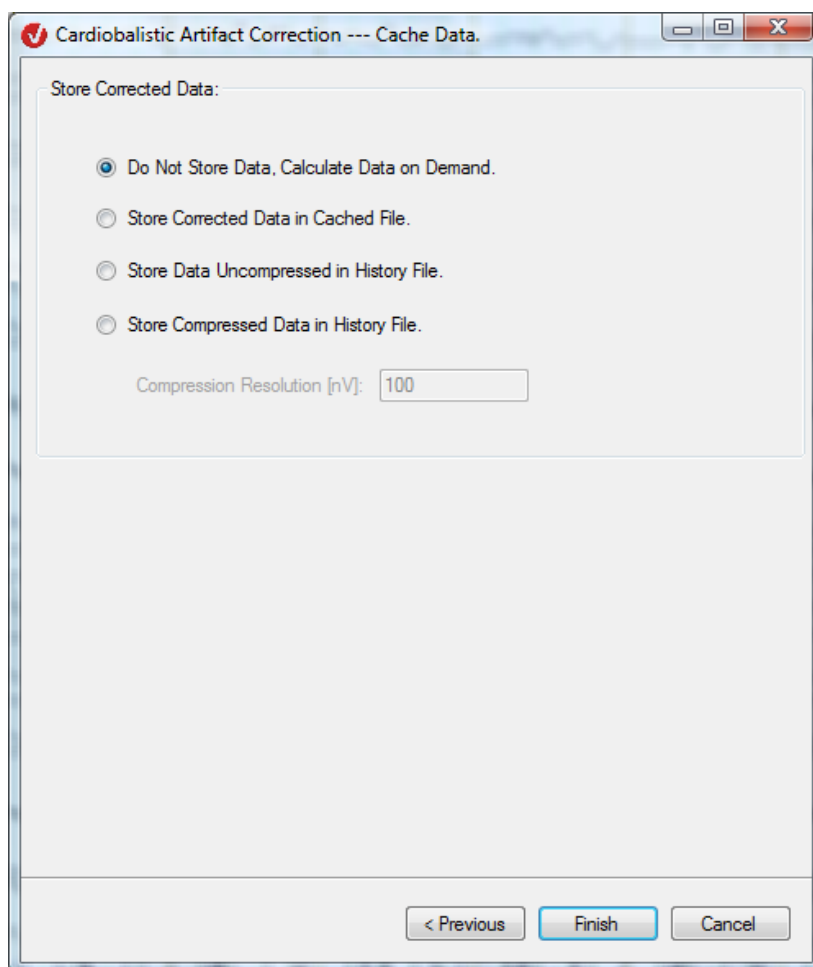 Cardiobalistic Artifact Correction --- Cache Data.
Store Corrected Data:
Do Not Store Data, Calculate Data on Demand.
Store Corrected Data in Cached File.
Store Data Uncompressed in History File.
Store Compressed Data in History File.
Compression Resolution [nV]: 100
< Previous Finish Cancel